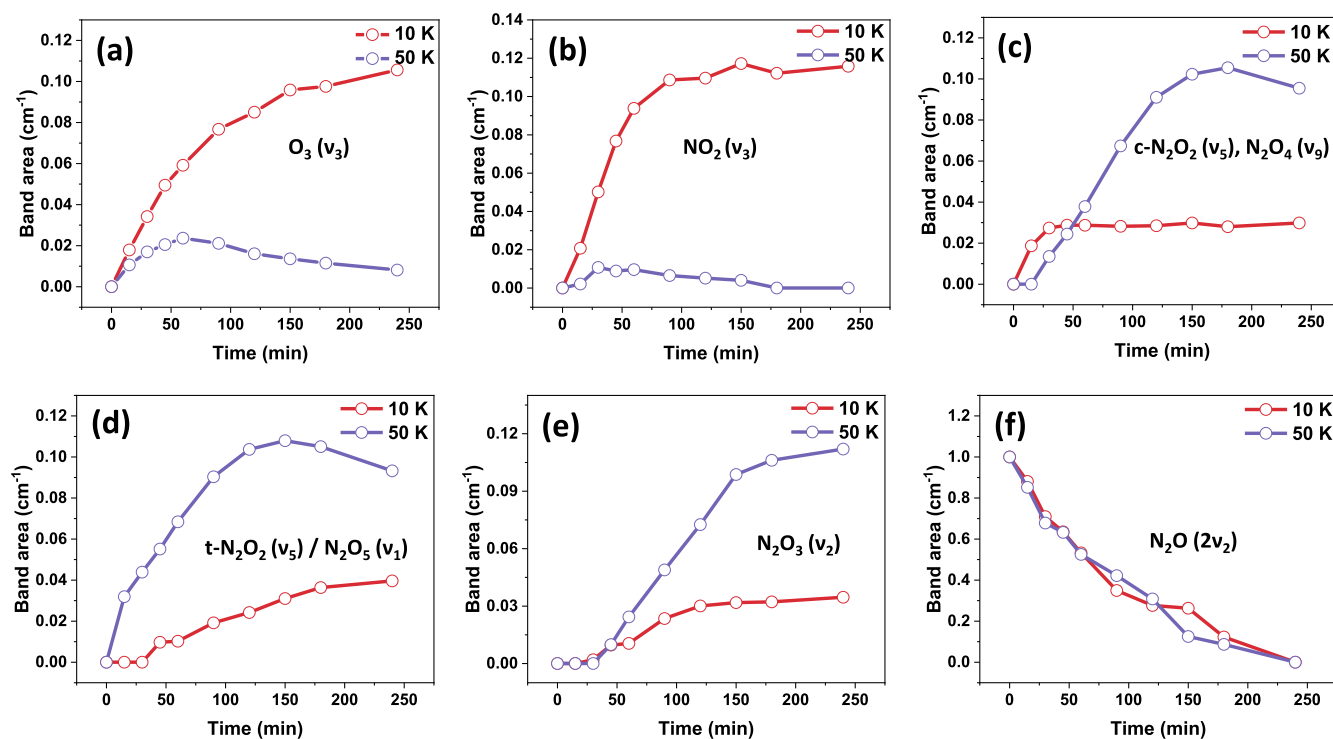 (a)
10 K
50 K
0.12
0.10
0.08
0.06
0.04
0.02
0.00
Band area (cm⁻¹)
O₃ (ν₃)
0 50 100 150 200 250
Time (min)
(b)
10 K
50 K
0.14
0.12
0.10
0.08
0.06
0.04
0.02
0.00
Band area (cm⁻¹)
NO₂ (ν₃)
0 50 100 150 200 250
Time (min)
(c)
10 K
50 K
0.12
0.10
0.08
0.06
0.04
0.02
0.00
Band area (cm⁻¹)
c-N₂O₂ (ν₅), N₂O₄ (ν₉)
0 50 100 150 200 250
Time (min)
(d)
10 K
50 K
0.12
0.10
0.08
0.06
0.04
0.02
0.00
Band area (cm⁻¹)
t-N₂O₂ (ν₅) / N₂O₅ (ν₁)
0 50 100 150 200 250
Time (min)
(e)
10 K
50 K
0.12
0.09
0.06
0.03
0.00
Band area (cm⁻¹)
N₂O₃ (ν₂)
0 50 100 150 200 250
Time (min)
(f)
10 K
50 K
1.2
1.0
0.8
0.6
0.4
0.2
0.0
Band area (cm⁻¹)
N₂O (2ν₂)
0 50 100 150 200 250
Time (min)